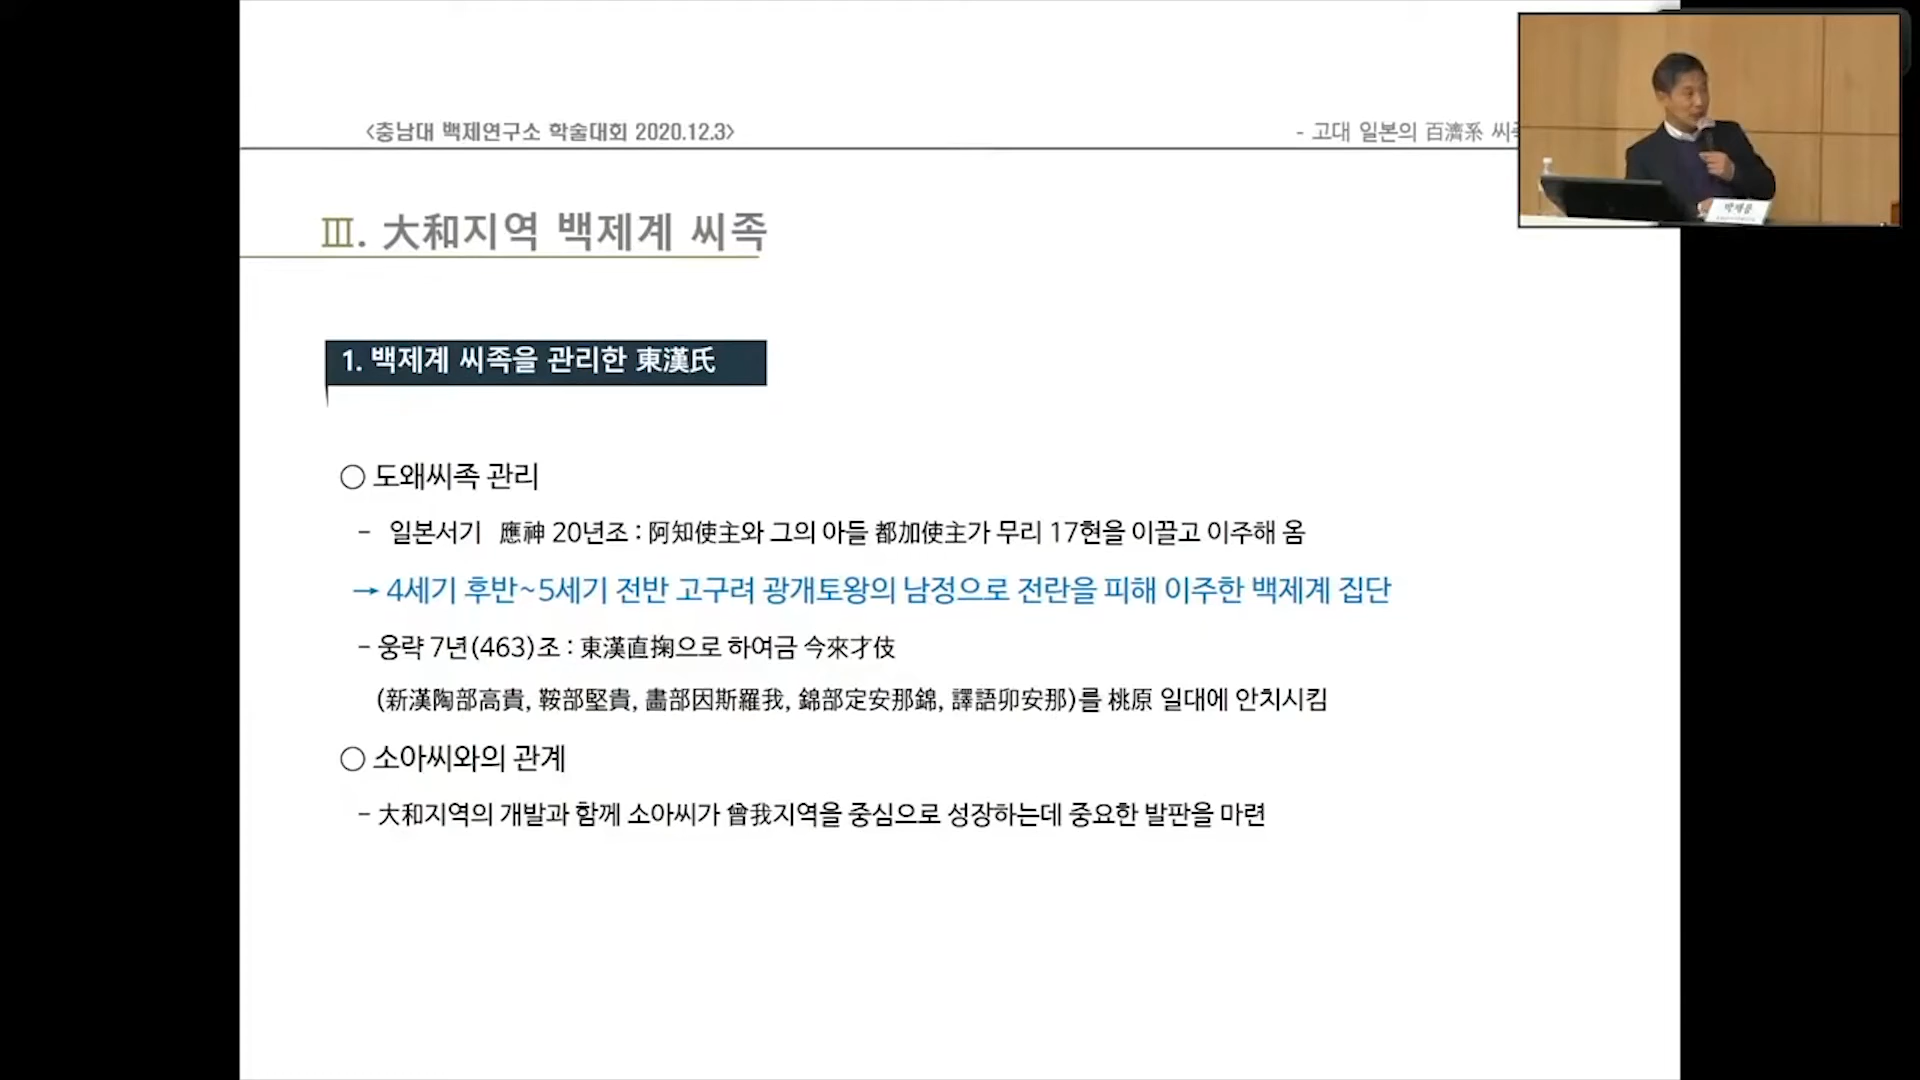 <충남대 백제연구소 학술대회 2020.12.3>
- 고대 일본의 百濟系
Ⅲ. 大和지역 백제계 씨족
1. 백제계 씨족을 관리한 東漢氏
○ 도왜씨족 관리
- 일본서기 應神 20년조 : 阿知使主와 그의 아들 都加使主가 무리 17현을 이끌고 이주해 옴
→ 4세기 후반~5세기 전반 고구려 광개토왕의 남정으로 전란을 피해 이주한 백제계 집단
- 웅략 7년(463)조 : 東漢直掬으로 하여금 今來才伎
(新漢陶部高貴, 鞍部堅貴, 畵部因斯羅我, 錦部定安那錦, 譯語卯安那)를 桃原 일대에 안치시킴
○ 소아씨와의 관계
- 大和지역의 개발과 함께 소아씨가 曾我지역을 중심으로 성장하는데 중요한 발판을 마련